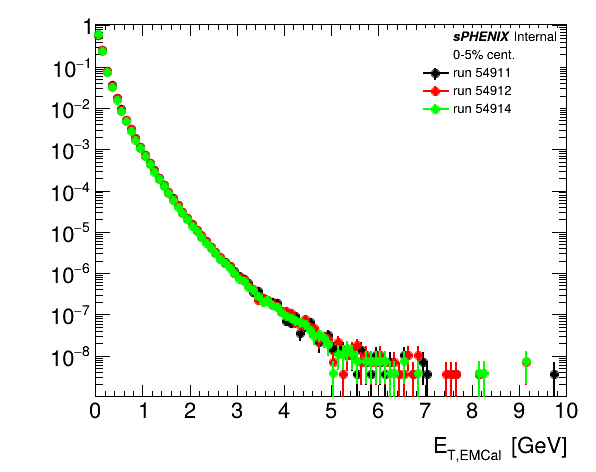 sPHENIX Internal
0-5% cent.
run 54911
run 54912
run 54914
1
10⁻¹
10⁻²
10⁻³
10⁻⁴
10⁻⁵
10⁻⁶
10⁻⁷
10⁻⁸
0 1 2 3 4 5 6 7 8 9 10
E_T,EMCal [GeV]